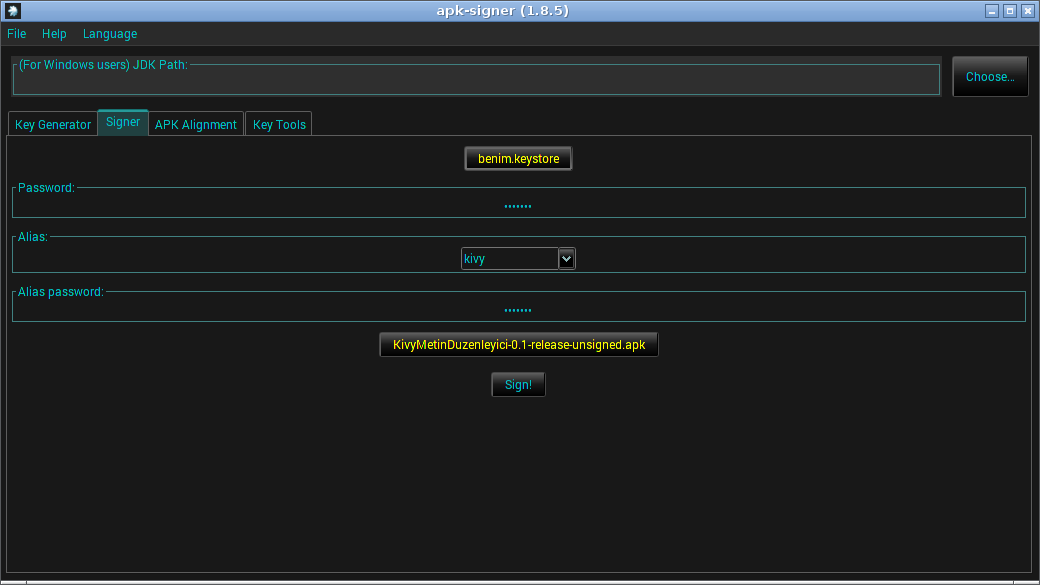 apk-signer (1.8.5)
File Help Language
(For Windows users) JDK Path:
Choose...
Key Generator Signer APK Alignment Key Tools
benim.keystore
Password:
•••••••
Alias:
kivy
Alias password:
•••••••
KivyMetinDuzenleyici-0.1-release-unsigned.apk
Sign!